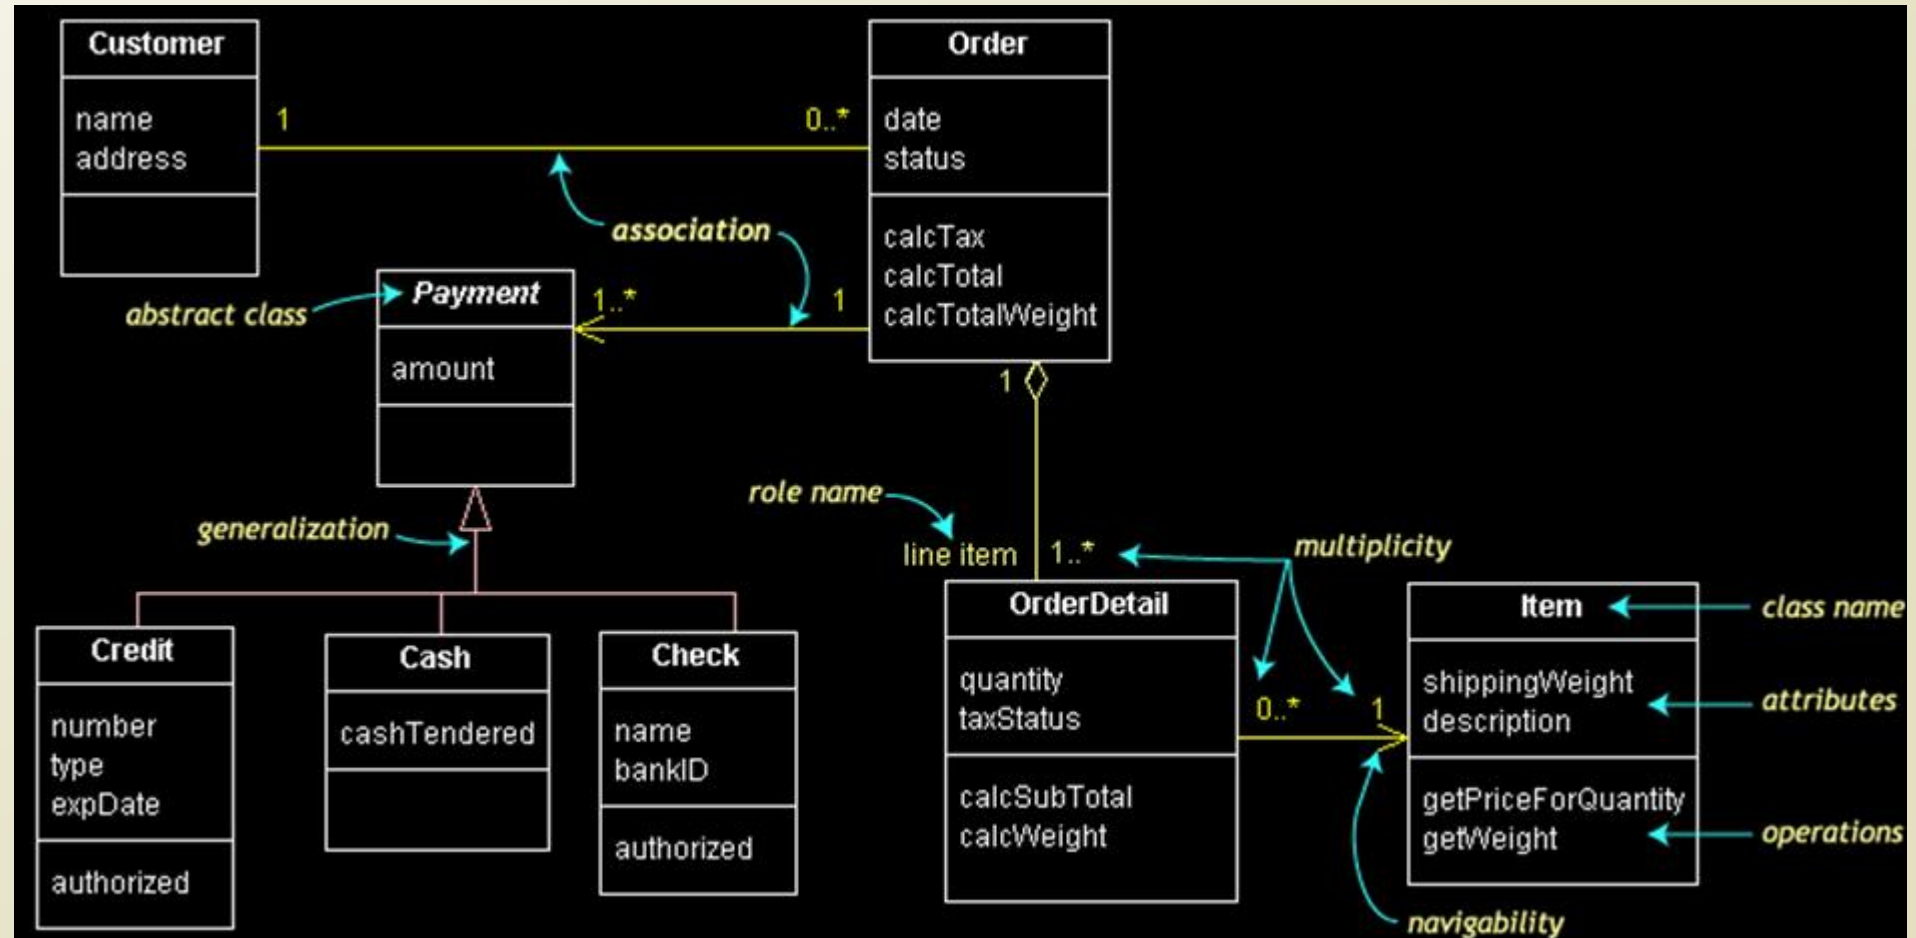 Customer
name
address
1
0..*
Order
date
status
calcTax
calcTotal
calcTotalWeight
association
abstract class
Payment
amount
1..*
1
1
role name
line item
1..*
multiplicity
generalization
Credit
number
type
expDate
authorized
Cash
cashTendered
Check
name
bankID
authorized
OrderDetail
quantity
taxStatus
calcSubTotal
calcWeight
0..*
1
Item
shippingWeight
description
getPriceForQuantity
getWeight
class name
attributes
operations
navigability